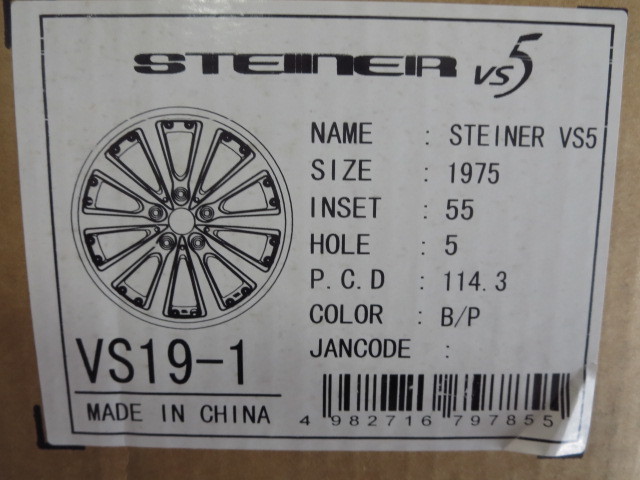 STEINER VS5
NAME : STEINER VS5
SIZE : 1975
INSET : 55
HOLE : 5
P.C.D : 114.3
COLOR : B/P
JANCODE :
4 982716 797855
VS19-1
MADE IN CHINA